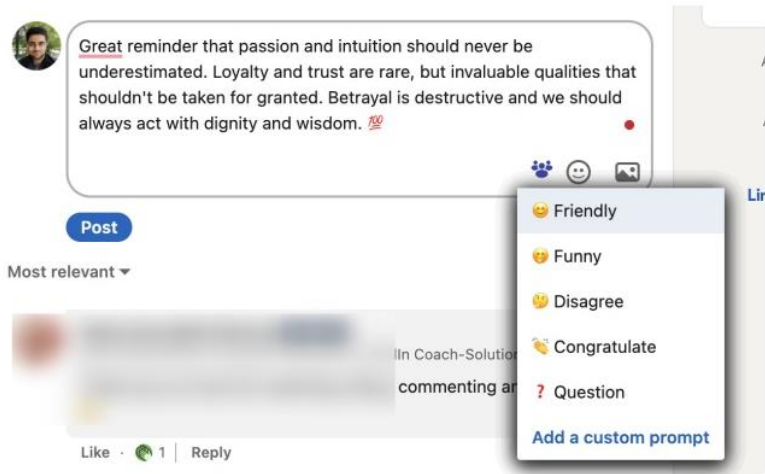 Great reminder that passion and intuition should never be
underestimated. Loyalty and trust are rare, but invaluable qualities that
shouldn't be taken for granted. Betrayal is destructive and we should
always act with dignity and wisdom. 💯
Post
😊 Friendly
🤭 Funny
🤔 Disagree
👏 Congratulate
❓ Question
Add a custom prompt
Most relevant
Coach-Solution
commenting
Like · 1 | Reply